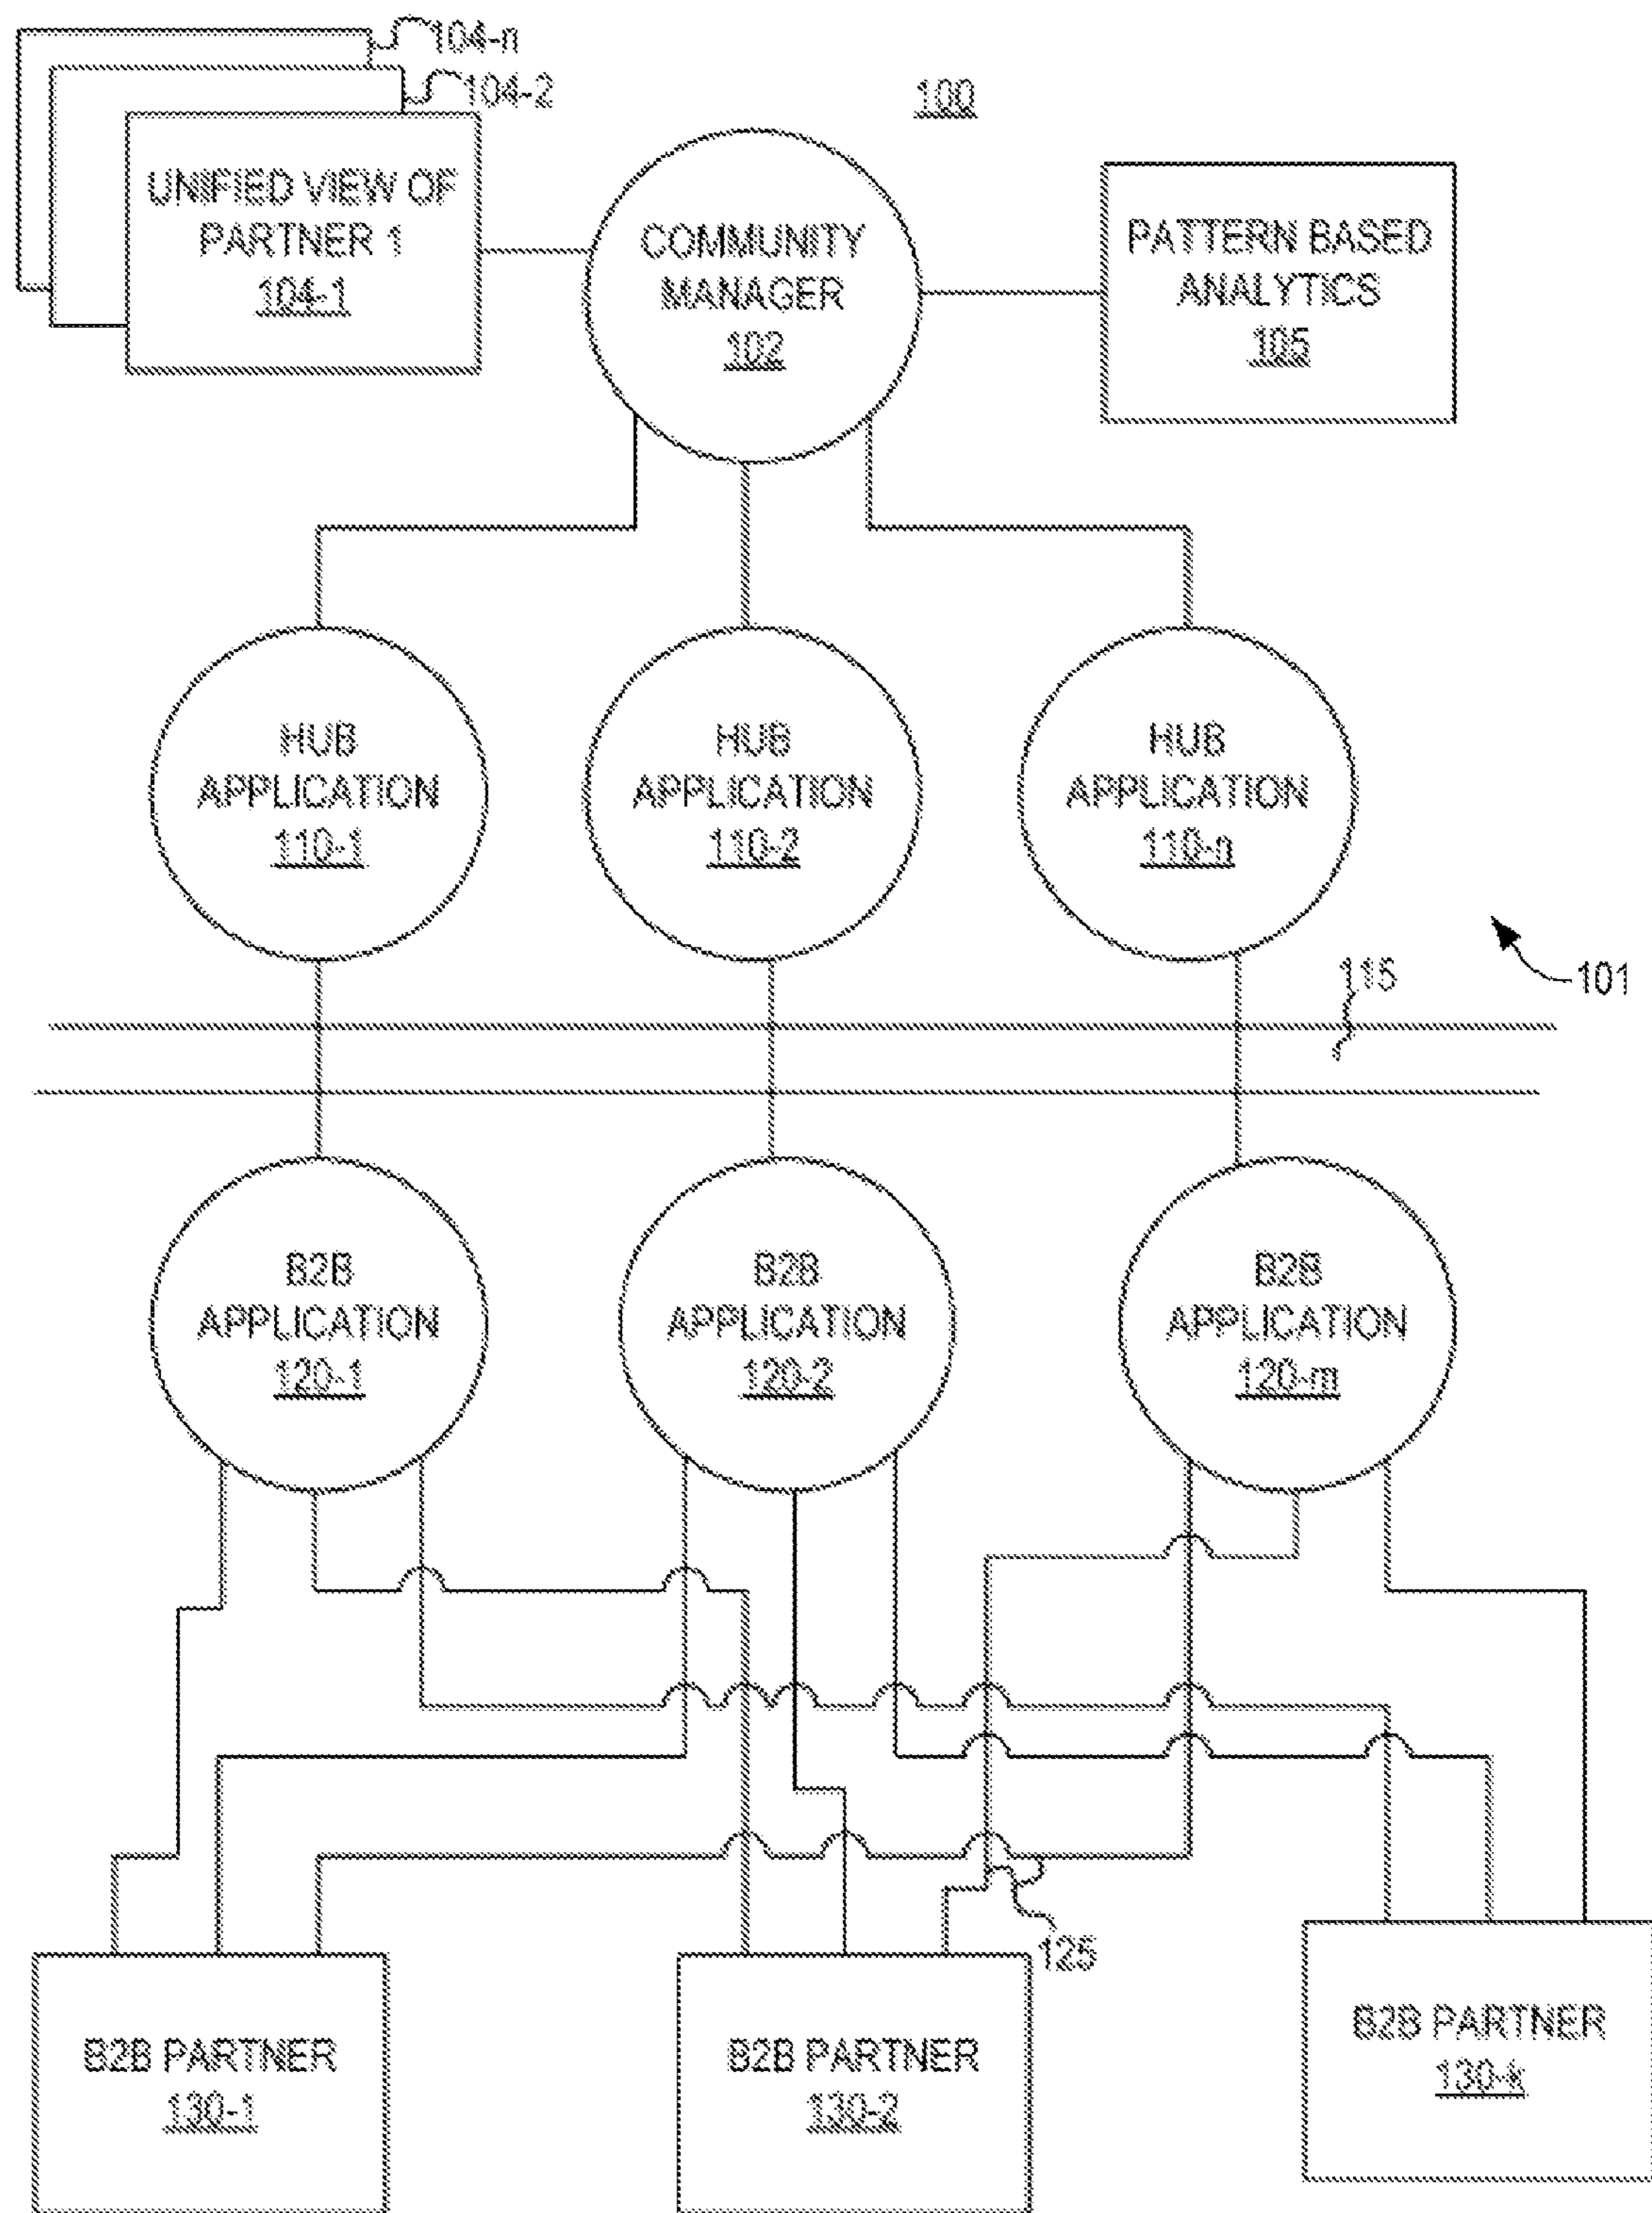 104-n
104-2
100
UNIFIED VIEW OF
PARTNER 1
104-1
COMMUNITY
MANAGER
102
PATTERN BASED
ANALYTICS
105
HUB
APPLICATION
110-1
HUB
APPLICATION
110-2
HUB
APPLICATION
110-n
115
101
B2B
APPLICATION
120-1
B2B
APPLICATION
120-2
B2B
APPLICATION
120-m
125
B2B PARTNER
130-1
B2B PARTNER
130-2
B2B PARTNER
130-k